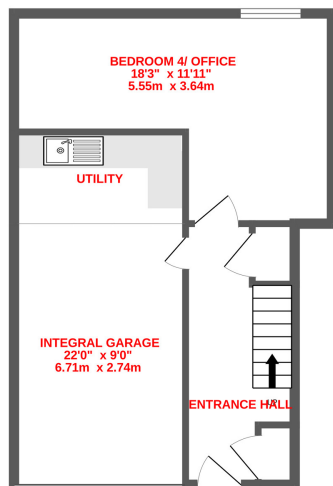 BEDROOM 4/ OFFICE
18'3" x 11'11"
5.55m x 3.64m
UTILITY
INTEGRAL GARAGE
22'0" x 9'0"
6.71m x 2.74m
ENTRANCE HALL